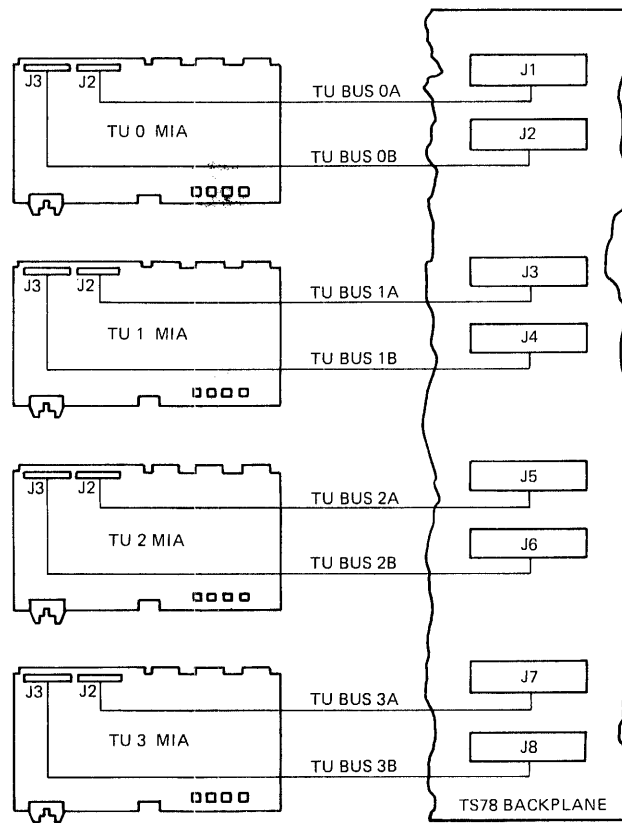 J3 J2 J1
TU BUS 0A
TU 0 MIA
J2
TU BUS 0B
J3 J2 J3
TU BUS 1A
TU 1 MIA
J4
TU BUS 1B
J3 J2 J5
TU BUS 2A
TU 2 MIA
J6
TU BUS 2B
J3 J2 J7
TU BUS 3A
TU 3 MIA
J8
TU BUS 3B
TS78 BACKPLANE